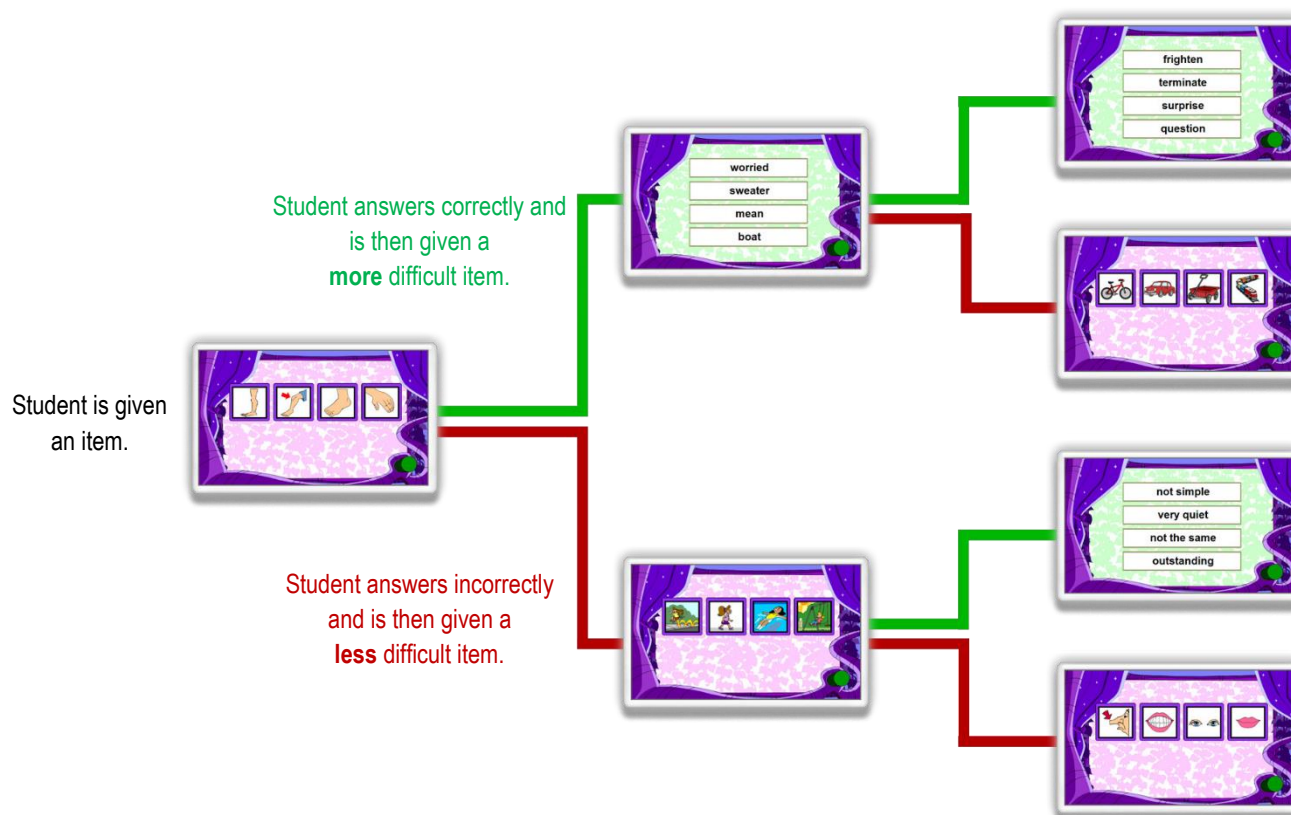 frighten
terminate
surprise
question
worried
sweater
mean
boat
Student answers correctly and
is then given a
more difficult item.
Student is given
an item.
Student answers incorrectly
and is then given a
less difficult item.
not simple
very quiet
not the same
outstanding